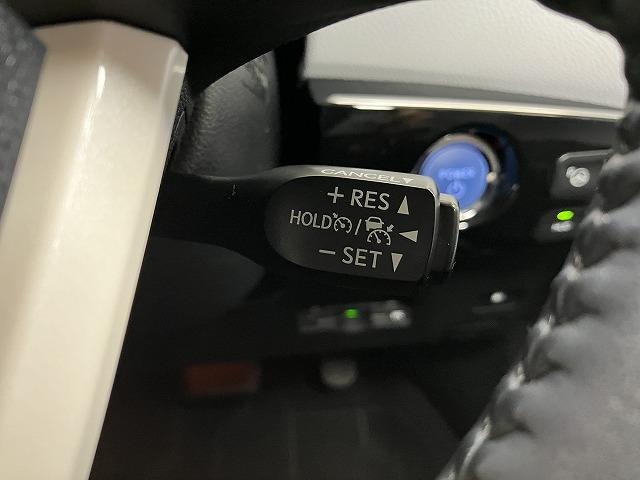 CANCEL
+ RES ▲
HOLD / ◀
− SET ▼
POWER